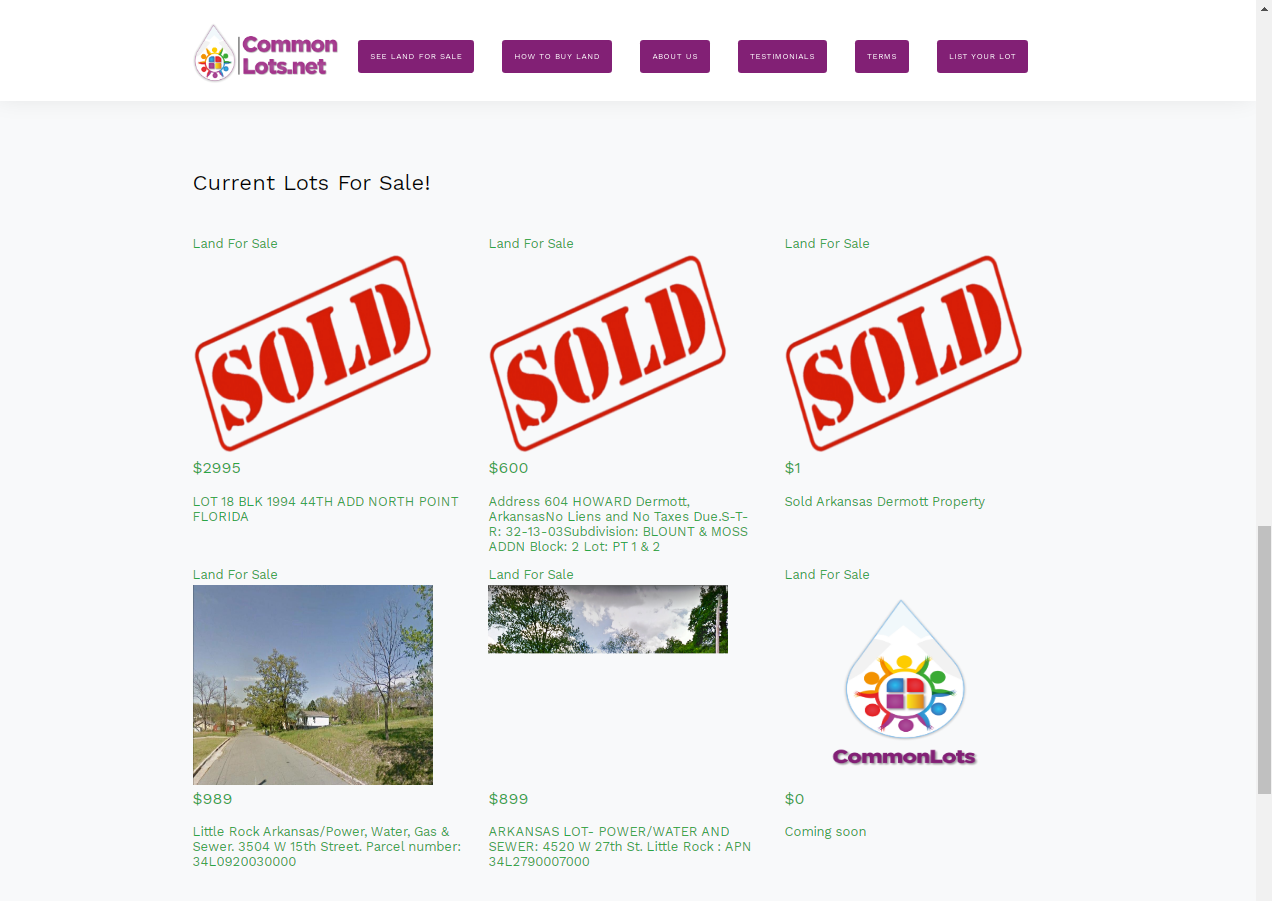 Common
Lots.net
SEE LAND FOR SALE
HOW TO BUY LAND
ABOUT US
TESTIMONIALS
TERMS
LIST YOUR LOT
Current Lots For Sale!
Land For Sale
SOLD
$2995
LOT 18 BLK 1994 44TH ADD NORTH POINT
FLORIDA
Land For Sale
SOLD
$600
Address 604 HOWARD Dermott,
ArkansasNo Liens and No Taxes Due.S-T-
R: 32-13-03Subdivision: BLOUNT & MOSS
ADDN Block: 2 Lot: PT 1 & 2
Land For Sale
SOLD
$1
Sold Arkansas Dermott Property
Land For Sale
$989
Little Rock Arkansas/Power, Water, Gas &
Sewer. 3504 W 15th Street. Parcel number:
34L0920030000
Land For Sale
$899
ARKANSAS LOT- POWER/WATER AND
SEWER: 4520 W 27th St. Little Rock : APN
34L2790007000
Land For Sale
CommonLots
$0
Coming soon